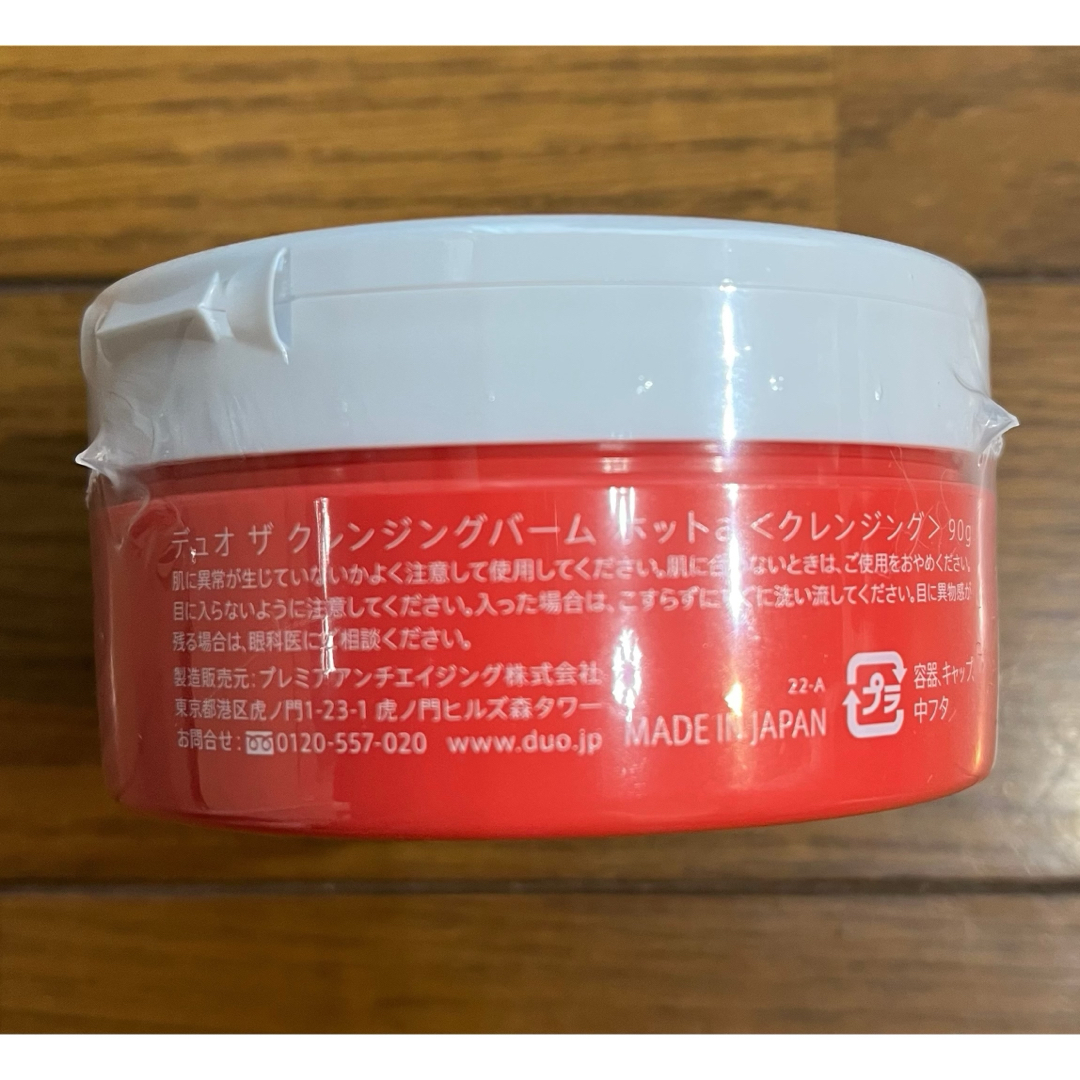 デュオ ザ クレンジングバーム ホットa <クレンジング> 90g
肌に異常が生じていないかよく注意して使用してください。肌に合わないときは、ご使用をおやめください。
目に入らないように注意してください。入った場合は、こすらずにすぐに洗い流してください。目に異物感が
残る場合は、眼科医にご相談ください。
製造販売元:プレミアアンチエイジング株式会社
東京都港区虎ノ門1-23-1 虎ノ門ヒルズ森タワー
お問合せ: 0120-557-020 www.duo.jp
22-A
MADE IN JAPAN
プラ
容器、キャップ、
中フタ